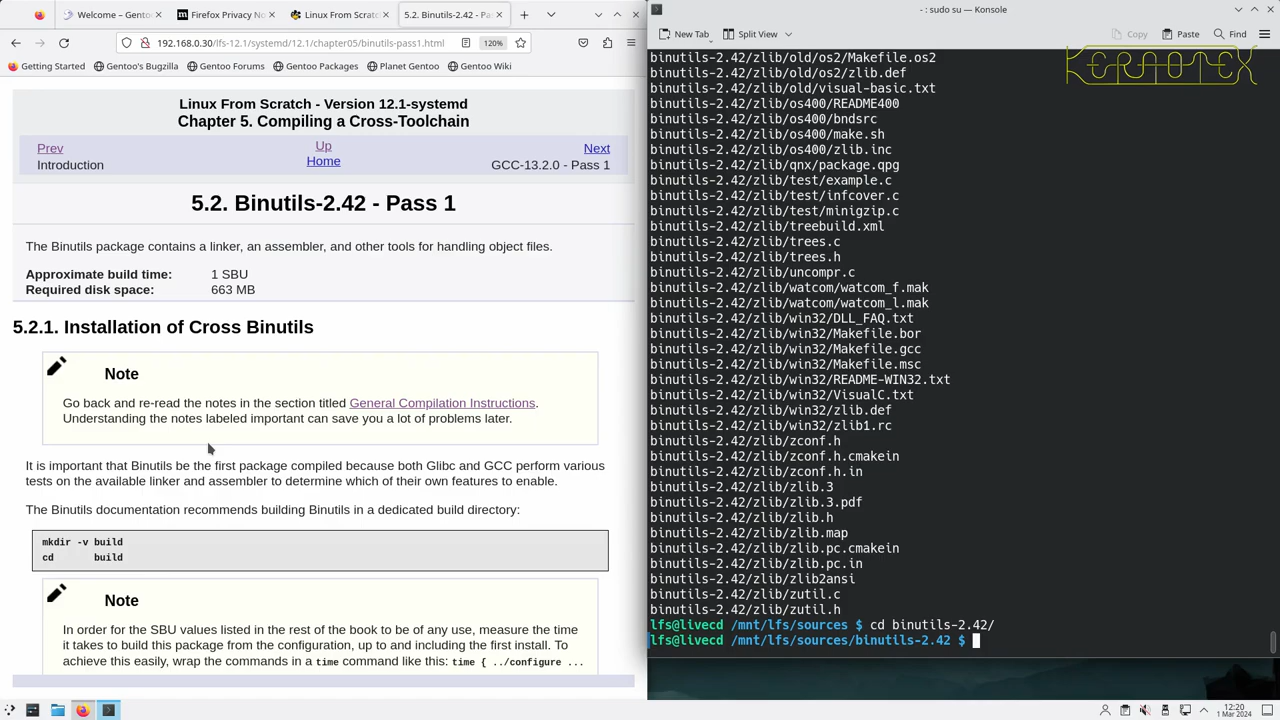 Welcome – Gentoo
Firefox Privacy No
Linux From Scratch
5.2. Binutils-2.42 - Pas
192.168.0.30/lfs-12.1/systemd/12.1/chapter05/binutils-pass1.html
120%
Getting Started
Gentoo's Bugzilla
Gentoo Forums
Gentoo Packages
Planet Gentoo
Gentoo Wiki
Linux From Scratch - Version 12.1-systemd
Chapter 5. Compiling a Cross-Toolchain
Prev
Up
Next
Introduction
Home
GCC-13.2.0 - Pass 1
5.2. Binutils-2.42 - Pass 1
The Binutils package contains a linker, an assembler, and other tools for handling object files.
Approximate build time: 1 SBU
Required disk space: 663 MB
5.2.1. Installation of Cross Binutils
Note
Go back and re-read the notes in the section titled General Compilation Instructions.
Understanding the notes labeled important can save you a lot of problems later.
It is important that Binutils be the first package compiled because both Glibc and GCC perform various
tests on the available linker and assembler to determine which of their own features to enable.
The Binutils documentation recommends building Binutils in a dedicated build directory:
mkdir -v build
cd build
Note
In order for the SBU values listed in the rest of the book to be of any use, measure the time
it takes to build this package from the configuration, up to and including the first install. To
achieve this easily, wrap the commands in a time command like this: time { ../configure ...
- : sudo su — Konsole
New Tab
Split View
Copy
Paste
Find
KERNOTEX
binutils-2.42/zlib/old/os2/Makefile.os2
binutils-2.42/zlib/old/os2/zlib.def
binutils-2.42/zlib/old/visual-basic.txt
binutils-2.42/zlib/os400/README400
binutils-2.42/zlib/os400/bndsrc
binutils-2.42/zlib/os400/make.sh
binutils-2.42/zlib/os400/zlib.inc
binutils-2.42/zlib/qnx/package.qpg
binutils-2.42/zlib/test/example.c
binutils-2.42/zlib/test/infcover.c
binutils-2.42/zlib/test/minigzip.c
binutils-2.42/zlib/treebuild.xml
binutils-2.42/zlib/trees.c
binutils-2.42/zlib/trees.h
binutils-2.42/zlib/uncompr.c
binutils-2.42/zlib/watcom/watcom_f.mak
binutils-2.42/zlib/watcom/watcom_l.mak
binutils-2.42/zlib/win32/DLL_FAQ.txt
binutils-2.42/zlib/win32/Makefile.bor
binutils-2.42/zlib/win32/Makefile.gcc
binutils-2.42/zlib/win32/Makefile.msc
binutils-2.42/zlib/win32/README-WIN32.txt
binutils-2.42/zlib/win32/VisualC.txt
binutils-2.42/zlib/win32/zlib.def
binutils-2.42/zlib/win32/zlib1.rc
binutils-2.42/zlib/zconf.h
binutils-2.42/zlib/zconf.h.cmakein
binutils-2.42/zlib/zconf.h.in
binutils-2.42/zlib/zlib.3
binutils-2.42/zlib/zlib.3.pdf
binutils-2.42/zlib/zlib.h
binutils-2.42/zlib/zlib.map
binutils-2.42/zlib/zlib.pc.cmakein
binutils-2.42/zlib/zlib.pc.in
binutils-2.42/zlib/zlib2ansi
binutils-2.42/zlib/zutil.c
binutils-2.42/zlib/zutil.h
lfs@livecd /mnt/lfs/sources $ cd binutils-2.42/
lfs@livecd /mnt/lfs/sources/binutils-2.42 $
12:20
1 Mar 2024